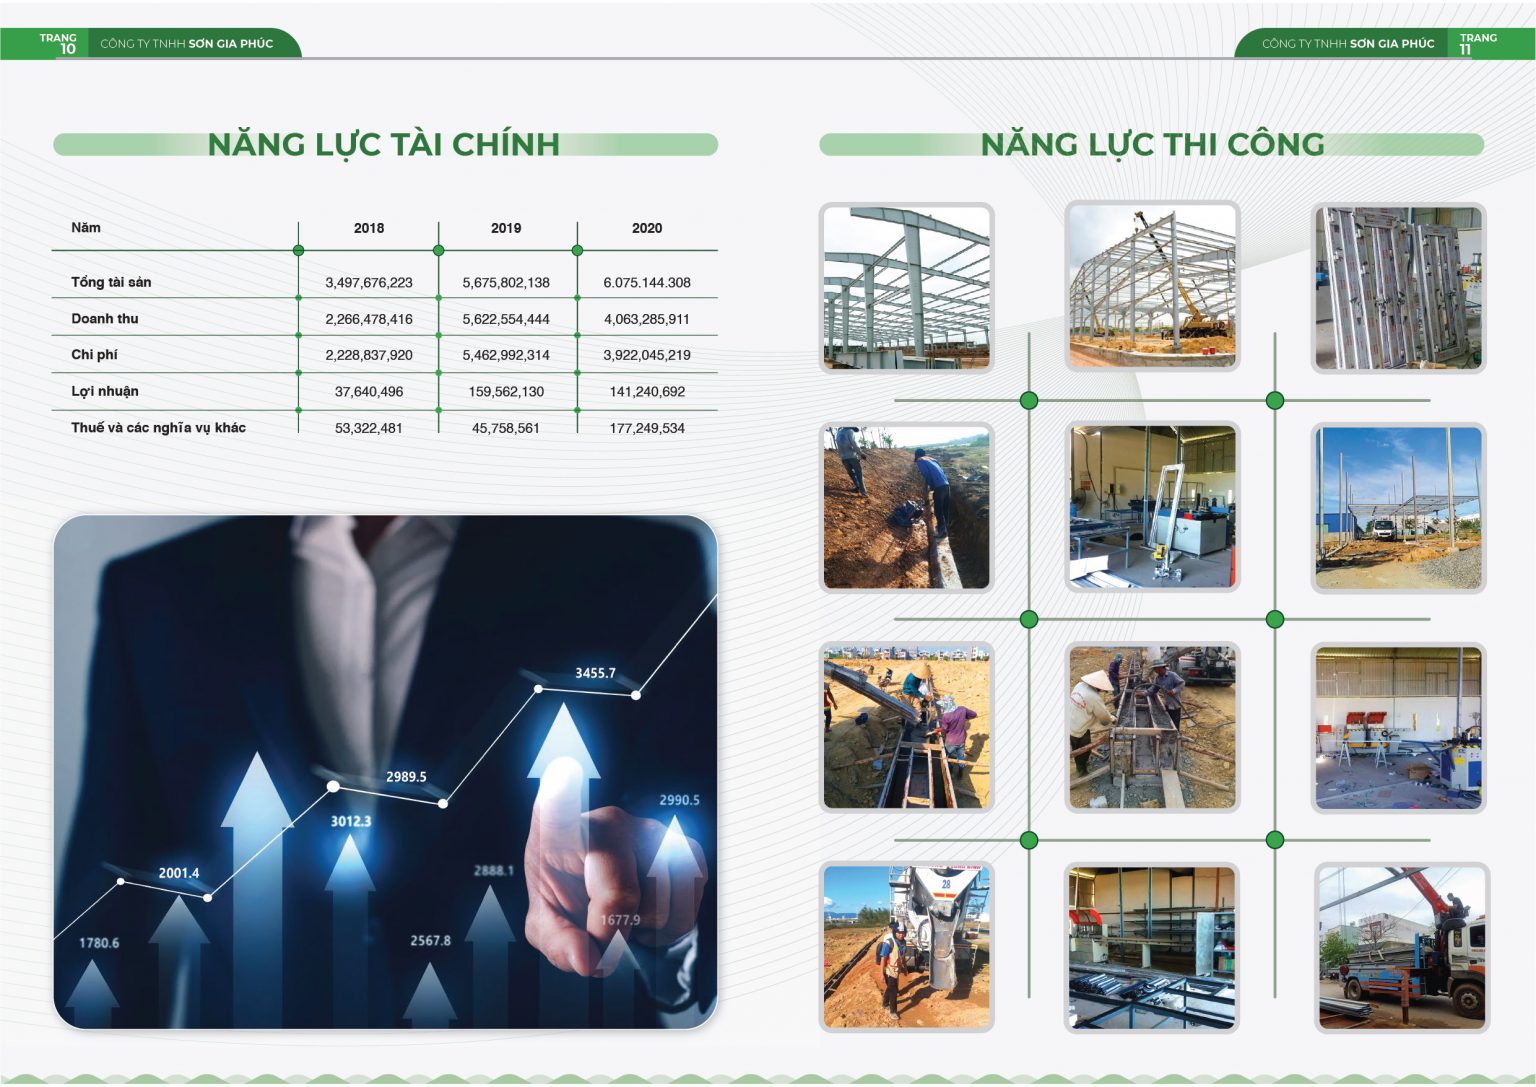 TRANG
10
CÔNG TY TNHH SƠN GIA PHÚC
NĂNG LỰC TÀI CHÍNH
Năm 2018 2019 2020
Tổng tài sản 3,497,676,223 5,675,802,138 6.075.144.308
Doanh thu 2,266,478,416 5,622,554,444 4,063,285,911
Chi phí 2,228,837,920 5,462,992,314 3,922,045,219
Lợi nhuận 37,640,496 159,562,130 141,240,692
Thuế và các nghĩa vụ khác 53,322,481 45,758,561 177,249,534
3455.7
2989.5
2990.5
3012.3
2001.4
2888.1
1677.9
1780.6
2567.8
CÔNG TY TNHH SƠN GIA PHÚC
TRANG
11
NĂNG LỰC THI CÔNG
28